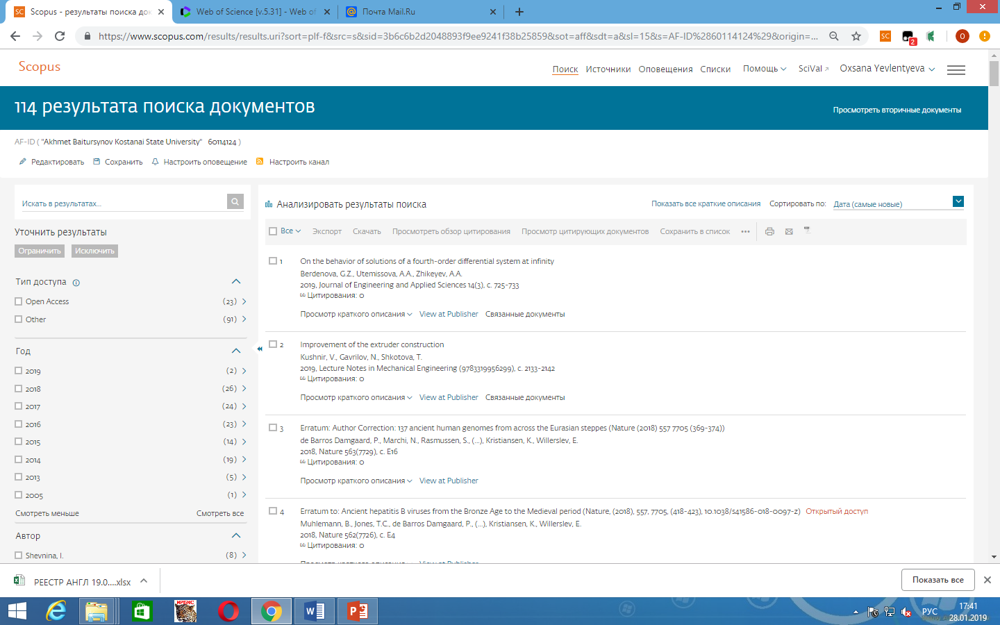 Scopus - результаты поиска док
Web of Science [v.5.31] - Web of
Почта Mail.Ru
https://www.scopus.com/results/results.uri?sort=plf-f&src=s&sid=3b6c6b2d2048893f9ee9241f38b25859&sot=aff&sdt=a&sl=15&s=AF-ID%2860114124%29&origin=...
SC
2
O
Scopus
Поиск Источники Оповещения Списки Помощь SciVal Oxsana Yevlentyeva
114 результата поиска документов
Просмотреть вторичные документы
AF-ID ( "Akhmet Baitursynov Kostanai State University" 60114124 )
Редактировать Сохранить Настроить оповещение Настроить канал
Искать в результатах...
Уточнить результаты
Ограничить Исключить
Тип доступа
Open Access (23)
Other (91)
Год
2019 (2)
2018 (26)
2017 (24)
2016 (23)
2015 (14)
2014 (19)
2013 (5)
2005 (1)
Смотреть меньше Смотреть все
Автор
Shevnina, I. (8)
Анализировать результаты поиска
Показать все краткие описания Сортировать по: Дата (самые новые)
Все Экспорт Скачать Просмотреть обзор цитирования Просмотр цитирующих документов Сохранить в список ...
1 On the behavior of solutions of a fourth-order differential system at infinity
Berdenova, G.Z., Utemissova, A.A., Zhikeyev, A.A.
2019, Journal of Engineering and Applied Sciences 14(3), с. 725-733
Цитирования: 0
Просмотр краткого описания View at Publisher Связанные документы
2 Improvement of the extruder construction
Kushnir, V., Gavrilov, N., Shkotova, T.
2019, Lecture Notes in Mechanical Engineering (9783319956299), с. 2133-2142
Цитирования: 0
Просмотр краткого описания View at Publisher Связанные документы
3 Erratum: Author Correction: 137 ancient human genomes from across the Eurasian steppes (Nature (2018) 557 7705 (369-374))
de Barros Damgaard, P., Marchi, N., Rasmussen, S., (...), Kristiansen, K., Willerslev, E.
2018, Nature 563(7729), с. E16
Цитирования: 0
Просмотр краткого описания View at Publisher
4 Erratum to: Ancient hepatitis B viruses from the Bronze Age to the Medieval period (Nature, (2018), 557, 7705, (418-423), 10.1038/s41586-018-0097-z) Открытый доступ
Muhlemann, B., Jones, T.C., de Barros Damgaard, P., (...), Kristiansen, K., Willerslev, E.
2018, Nature 562(7726), с. E4
Цитирования: 0
Просмотр краткого описания View at Publisher
РЕЕСТР АНГЛ 19.0....xlsx
Показать все
ИРБИС
РУС
17:41
28.01.2019